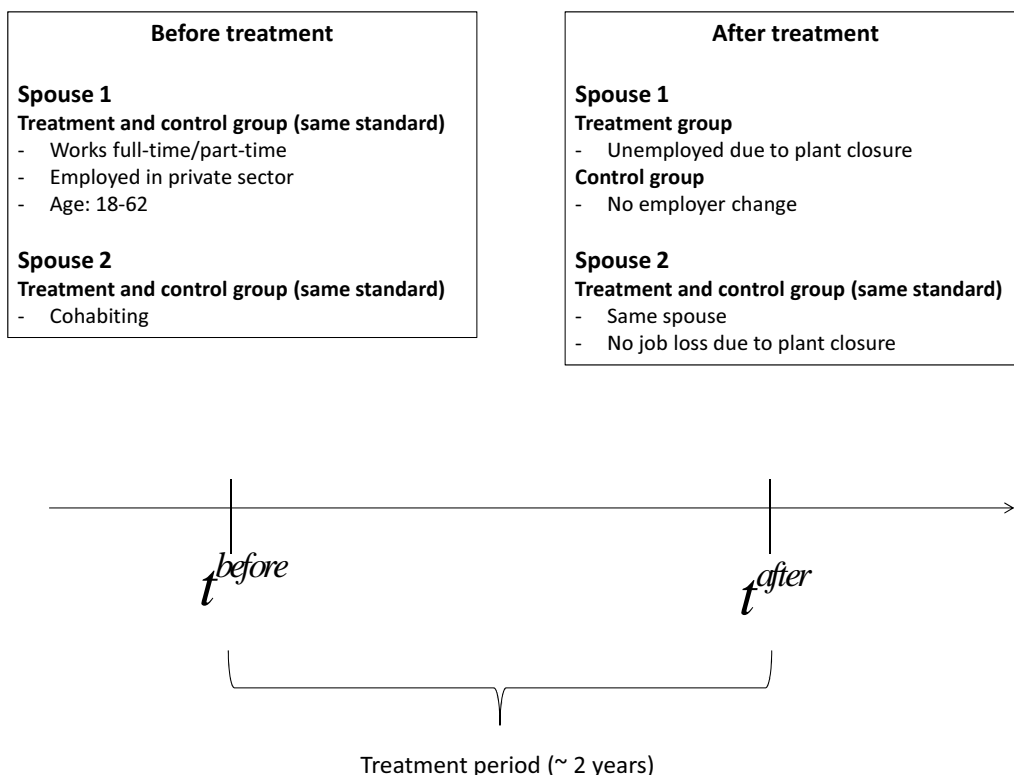 Before treatment
Spouse 1
Treatment and control group (same standard)
- Works full-time/part-time
- Employed in private sector
- Age: 18-62
Spouse 2
Treatment and control group (same standard)
- Cohabiting
After treatment
Spouse 1
Treatment group
- Unemployed due to plant closure
Control group
- No employer change
Spouse 2
Treatment and control group (same standard)
- Same spouse
- No job loss due to plant closure
t^before
t^after
Treatment period (~ 2 years)